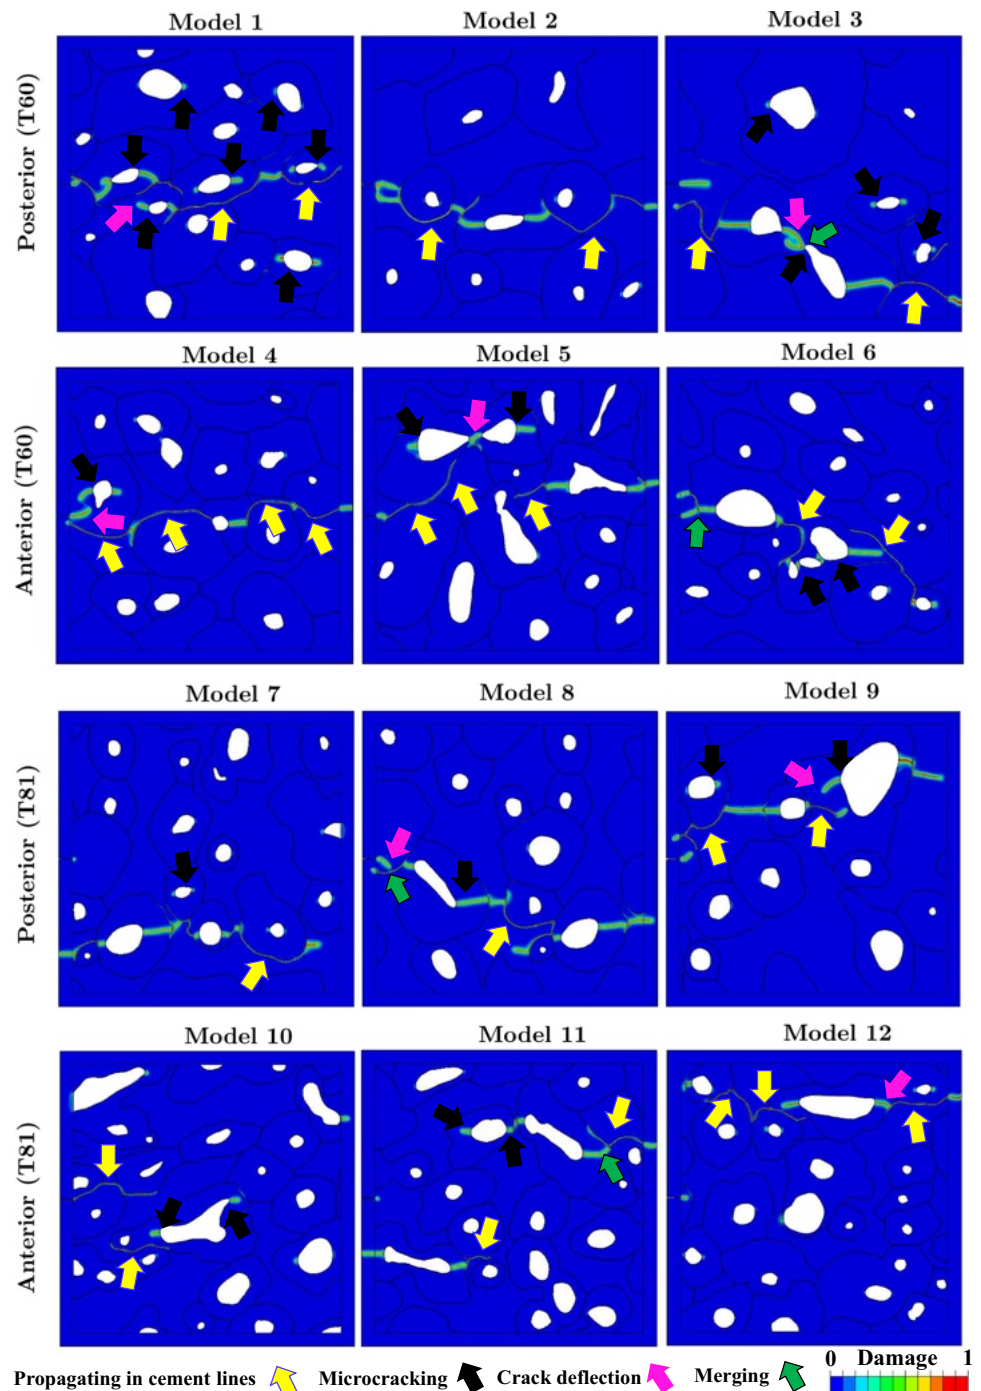 Model 1 Model 2 Model 3
Posterior (T60)
Model 4 Model 5 Model 6
Anterior (T60)
Model 7 Model 8 Model 9
Posterior (T81)
Model 10 Model 11 Model 12
Anterior (T81)
0 Damage 1
Propagating in cement lines Microcracking Crack deflection Merging